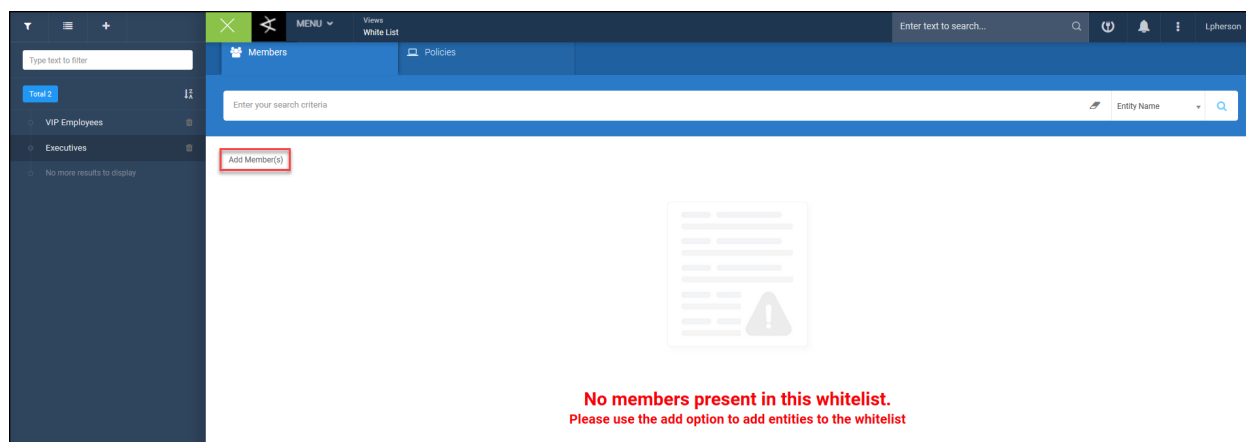 MENU
Views
White List
Enter text to search...
Lpherson
Type text to filter
Total 2
VIP Employees
Executives
No more results to display
Members
Policies
Enter your search criteria
Entity Name
Add Member(s)
No members present in this whitelist.
Please use the add option to add entities to the whitelist